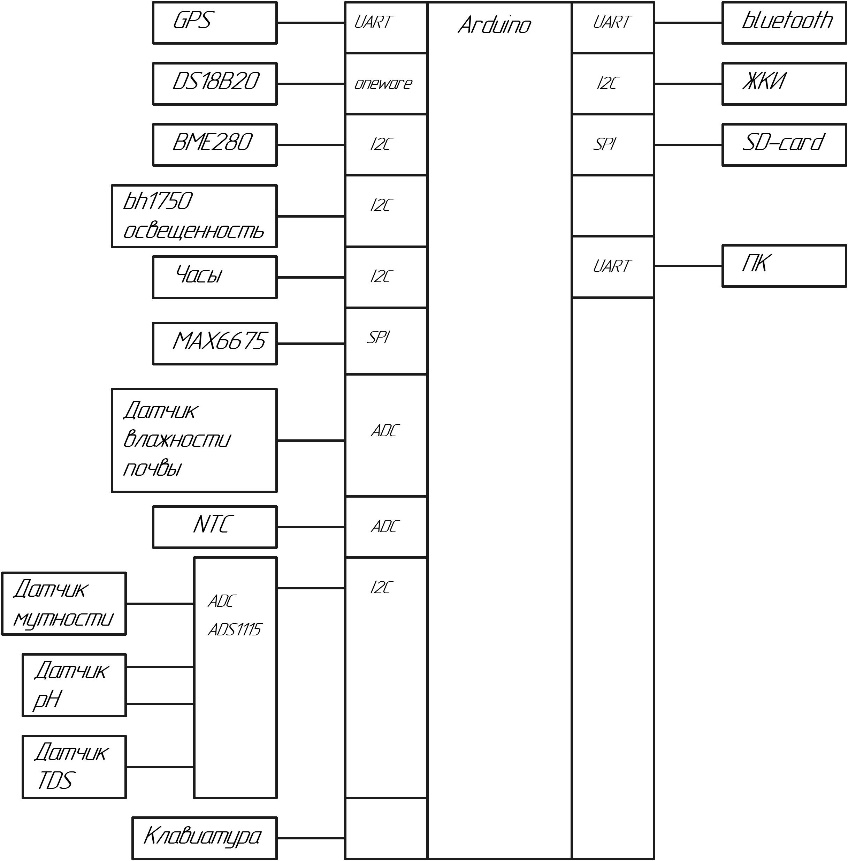 GPS
UART
Arduino
UART
bluetooth
DS18B20
oneware
I2C
ЖКИ
BME280
I2C
SPI
SD-card
bh1750
освещенность
I2C
Часы
I2C
UART
ПК
MAX6675
SPI
Датчик
влажности
почвы
ADC
NTC
ADC
Датчик
мутности
ADC
ADS1115
I2C
Датчик
pH
Датчик
TDS
Клавиатура